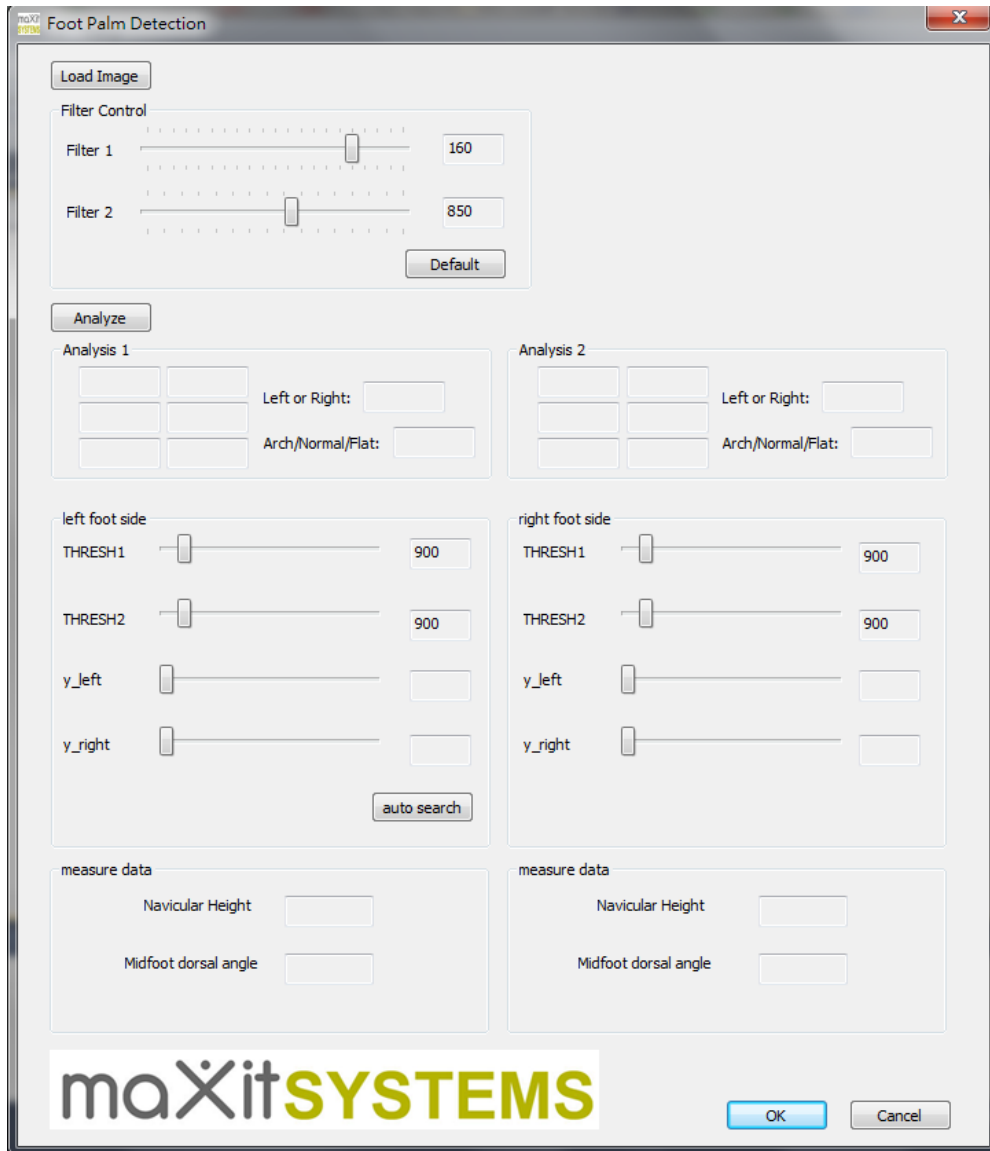 maXit
SYSTEMS
Foot Palm Detection
Load Image
Filter Control
Filter 1
160
Filter 2
850
Default
Analyze
Analysis 1
Left or Right:
Arch/Normal/Flat:
Analysis 2
Left or Right:
Arch/Normal/Flat:
left foot side
THRESH1
900
THRESH2
900
y_left
y_right
auto search
right foot side
THRESH1
900
THRESH2
900
y_left
y_right
measure data
Navicular Height
Midfoot dorsal angle
measure data
Navicular Height
Midfoot dorsal angle
maXitSYSTEMS
OK
Cancel